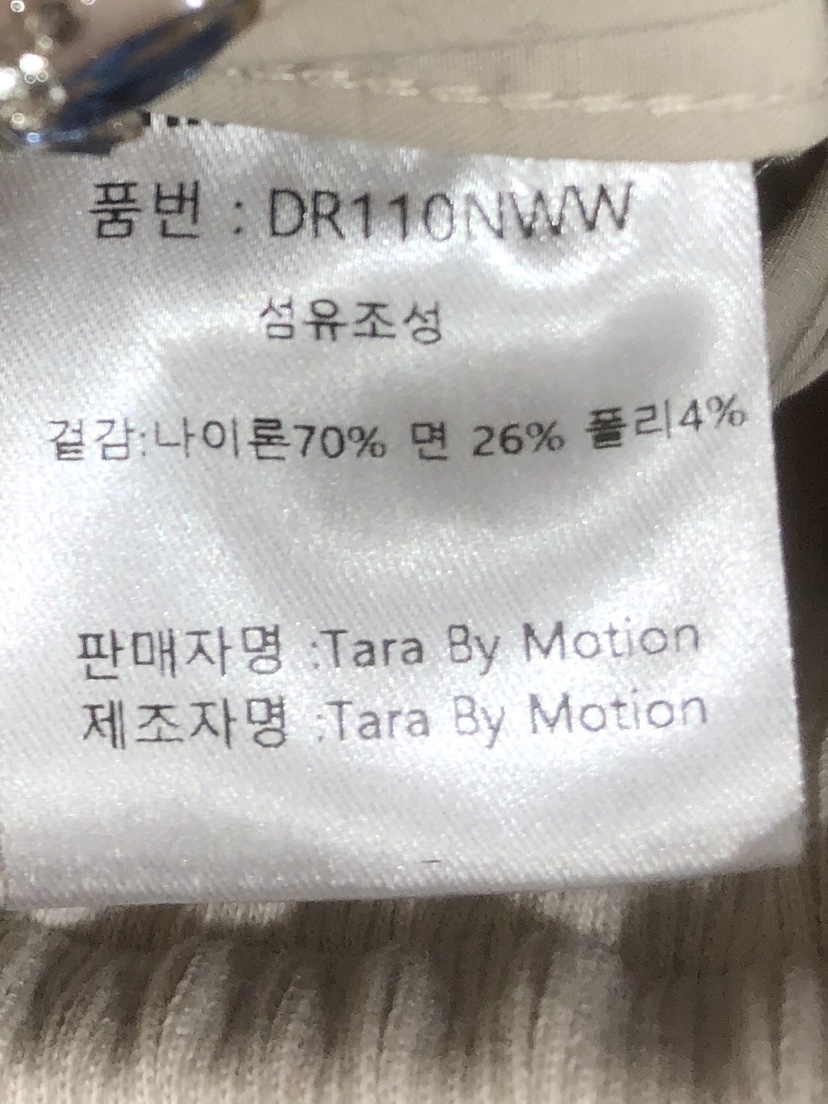 품번 : DR110NWW
섬유조성
겉감:나이론70% 면 26% 폴리4%
판매자명 :Tara By Motion
제조자명 :Tara By Motion